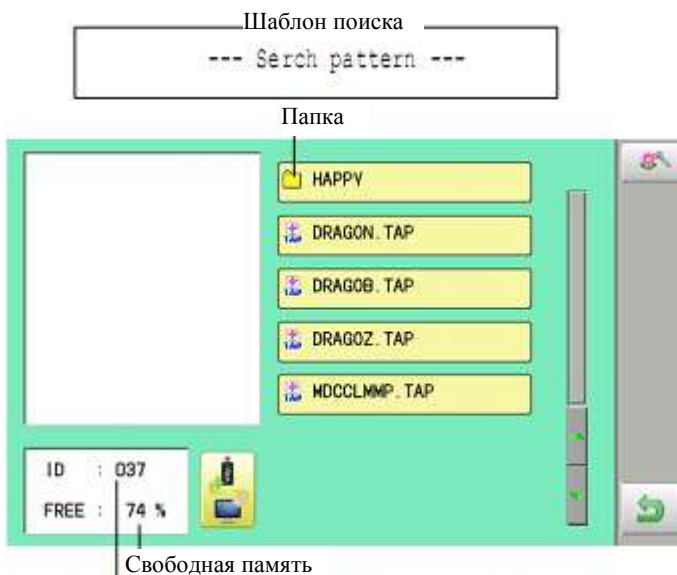 Шаблон поиска
--- Serch pattern ---
Папка
HAPPY
DRAGON.TAP
DRAGOB.TAP
DRAGOZ.TAP
MDCCLMMP.TAP
ID : 037
FREE : 74 %
Свободная память